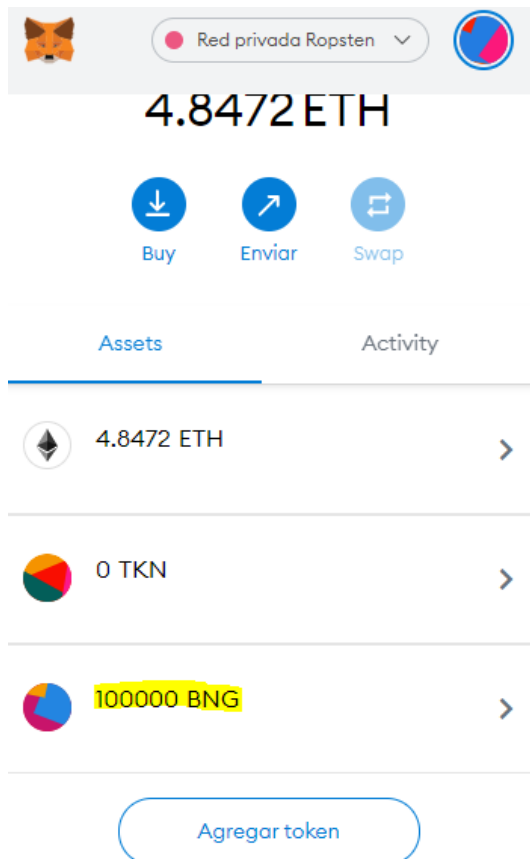 Red privada Ropsten
4.8472 ETH
Buy Enviar Swap
Assets Activity
4.8472 ETH
0 TKN
100000 BNG
Agregar token